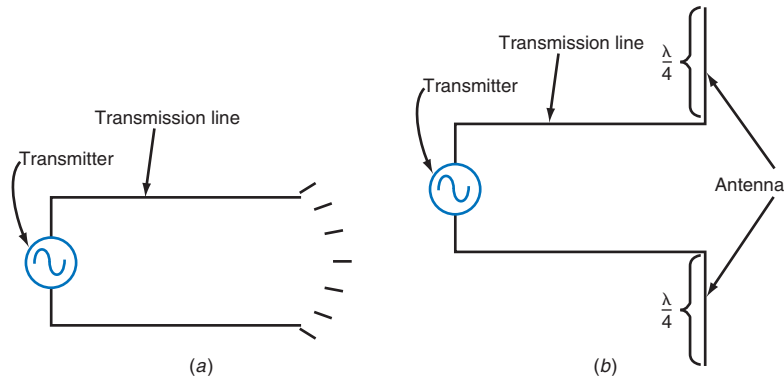 Transmission line
Transmitter
(a)
Transmission line
Transmitter
λ
4
Antenna
λ
4
(b)